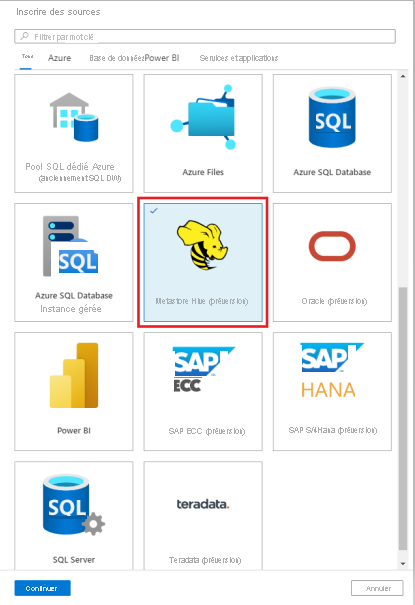 Inscrire des sources
Filtrer par mot clé
Tous Azure Base de données Power BI Services et applications
Pool SQL dédié Azure
(anciennement SQL DW)
Azure Files
SQL
Azure SQL Database
SQL
Azure SQL Database
Instance gérée
Metastore Hive (préversion)
Oracle (préversion)
Power BI
SAP
ECC
SAP ECC (préversion)
SAP
HANA
SAP S/4Hana (préversion)
SQL
SQL Server
teradata.
Teradata (préversion)
Continuer
Annuler